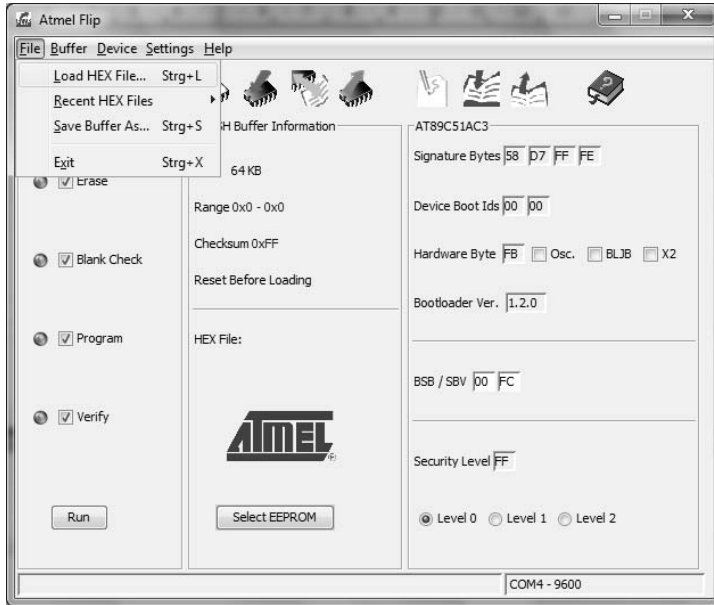 Atmel Flip
File Buffer Device Settings Help
Load HEX File... Strg+L
Recent HEX Files
Save Buffer As... Strg+S
Exit Strg+X
Erase
Blank Check
Program
Verify
Run
SH Buffer Information
64 KB
Range 0x0 - 0x0
Checksum 0xFF
Reset Before Loading
HEX File:
ATMEL
Select EEPROM
AT89C51AC3
Signature Bytes 58 D7 FF FE
Device Boot Ids 00 00
Hardware Byte FB Osc. BLJB X2
Bootloader Ver. 1.2.0
BSB / SBV 00 FC
Security Level FF
Level 0 Level 1 Level 2
COM4 - 9600